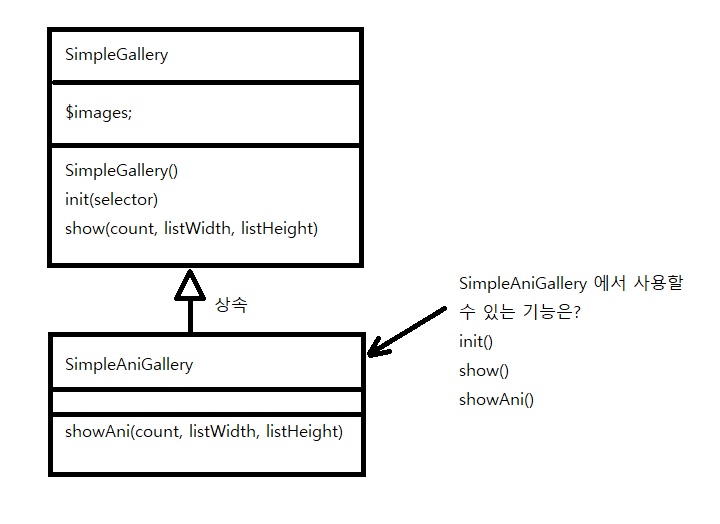 SimpleGallery
$images;
SimpleGallery()
init(selector)
show(count, listWidth, listHeight)
상속
SimpleAniGallery
showAni(count, listWidth, listHeight)
SimpleAniGallery 에서 사용할
수 있는 기능은?
init()
show()
showAni()